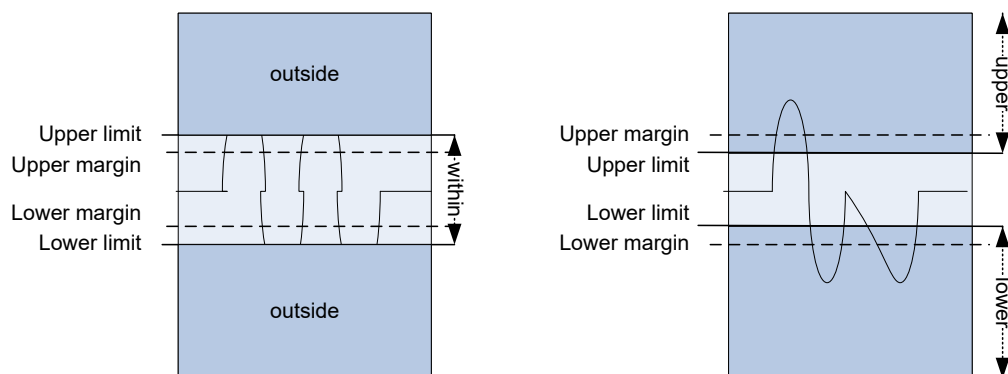 outside
Upper limit
Upper margin
Lower margin
Lower limit
within
outside
upper
Upper margin
Upper limit
Lower limit
Lower margin
lower